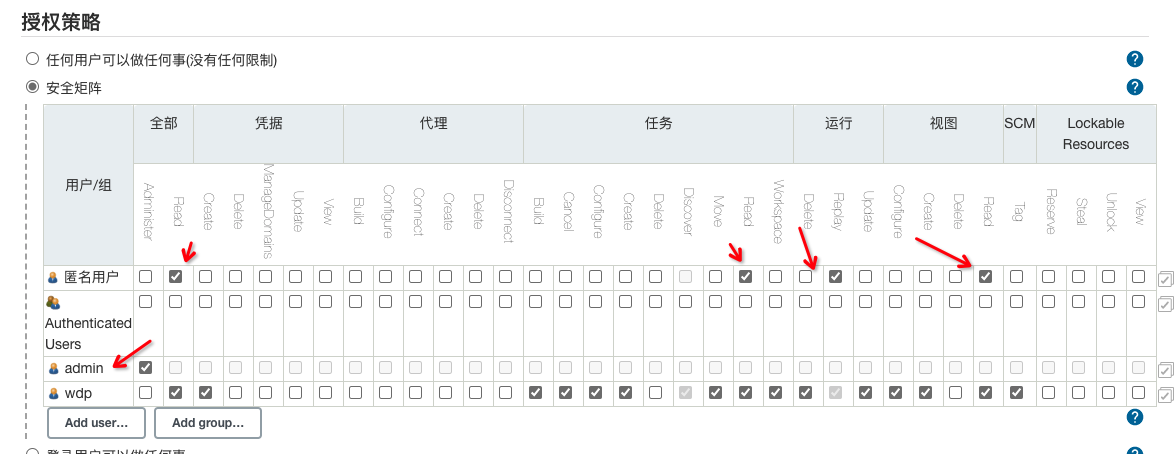 授权策略
任何用户可以做任何事(没有任何限制)
安全矩阵
用户/组 全部 凭据 代理 任务 运行 视图 SCM Lockable Resources
Administer Read Create Delete ManageDomains Update View Build Configure Connect Create Delete Disconnect Build Cancel Configure Create Delete Discover Move Read Workspace Delete Replay Update Configure Create Delete Read Tag Reserve Steal Unlock View
匿名用户
Authenticated
Users
admin
wdp
Add user...
Add group...
登录用户可以做任何事